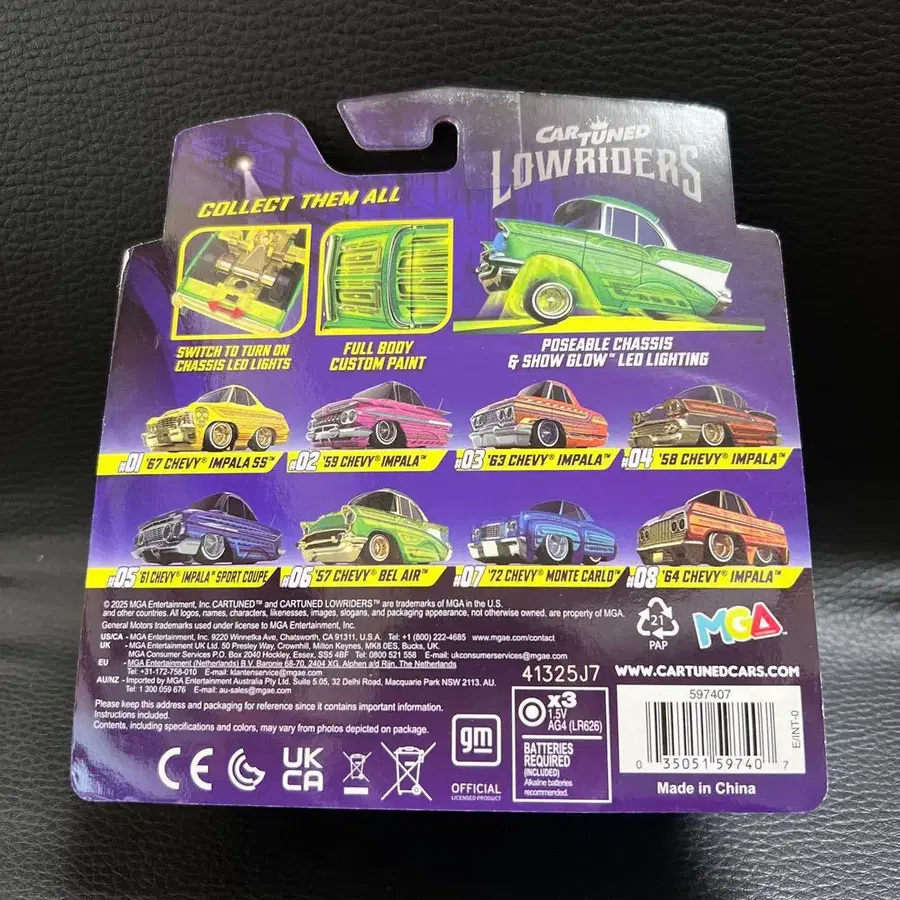 CARTUNED
LOWRIDERS
COLLECT THEM ALL
SWITCH TO TURN ON
CHASSIS LED LIGHTS
FULL BODY
CUSTOM PAINT
POSEABLE CHASSIS
& SHOW GLOW™ LED LIGHTING
#01 '67 CHEVY® IMPALA SS™
#02 '59 CHEVY® IMPALA™
#03 '63 CHEVY® IMPALA™
#04 '58 CHEVY® IMPALA™
#05 '61 CHEVY® IMPALA™ SPORT COUPE
#06 '57 CHEVY® BEL AIR™
#07 '72 CHEVY® MONTE CARLO™
#08 '64 CHEVY® IMPALA™
© 2025 MGA Entertainment, Inc. CARTUNED™ and CARTUNED LOWRIDERS™ are trademarks of MGA in the U.S.
and other countries. All logos, names, characters, likenesses, images, slogans, and packaging appearance, not otherwise owned, are property of MGA.
General Motors trademarks used under license to MGA Entertainment, Inc.
US/CA - MGA Entertainment, Inc. 9220 Winnetka Ave, Chatsworth, CA 91311, U.S.A. Tel: +1 (800) 222-4685 www.mgae.com/contact
UK - MGA Entertainment UK Ltd. 50 Presley Way, Crownhill, Milton Keynes, MK8 0ES, Bucks, UK.
MGA Consumer Services P.O. Box 2040 Hockley, Essex. SS5 4BF Tel: 0800 521 558 E-mail: ukconsumerservices@mgae.com
EU - MGA Entertainment (Netherlands) B.V. Baronie 68-70, 2404 XG, Alphen a/d Rijn, The Netherlands
Tel: +31-172-758-010 E-mail: klantenservice@mgae.com
AU/NZ - Imported by MGA Entertainment Australia Pty Ltd. Suite 5.05, 32 Delhi Road, Macquarie Park NSW 2113. AU.
Tel: 1 300 059 676 E-mail: au-sales@mgae.com
Please keep this address and packaging for reference since it contains important information.
Instructions included.
Contents, including specifications and colors, may vary from photos depicted on package.
21
PAP
MGA
WWW.CARTUNEDCARS.COM
41325J7
x3
1.5V
AG4 (LR626)
BATTERIES
REQUIRED
(INCLUDED)
Alkaline batteries
recommended.
CE
UK
CA
gm
OFFICIAL
LICENSED PRODUCT
597407
0 35051 59740 7
E/INT-0
Made in China